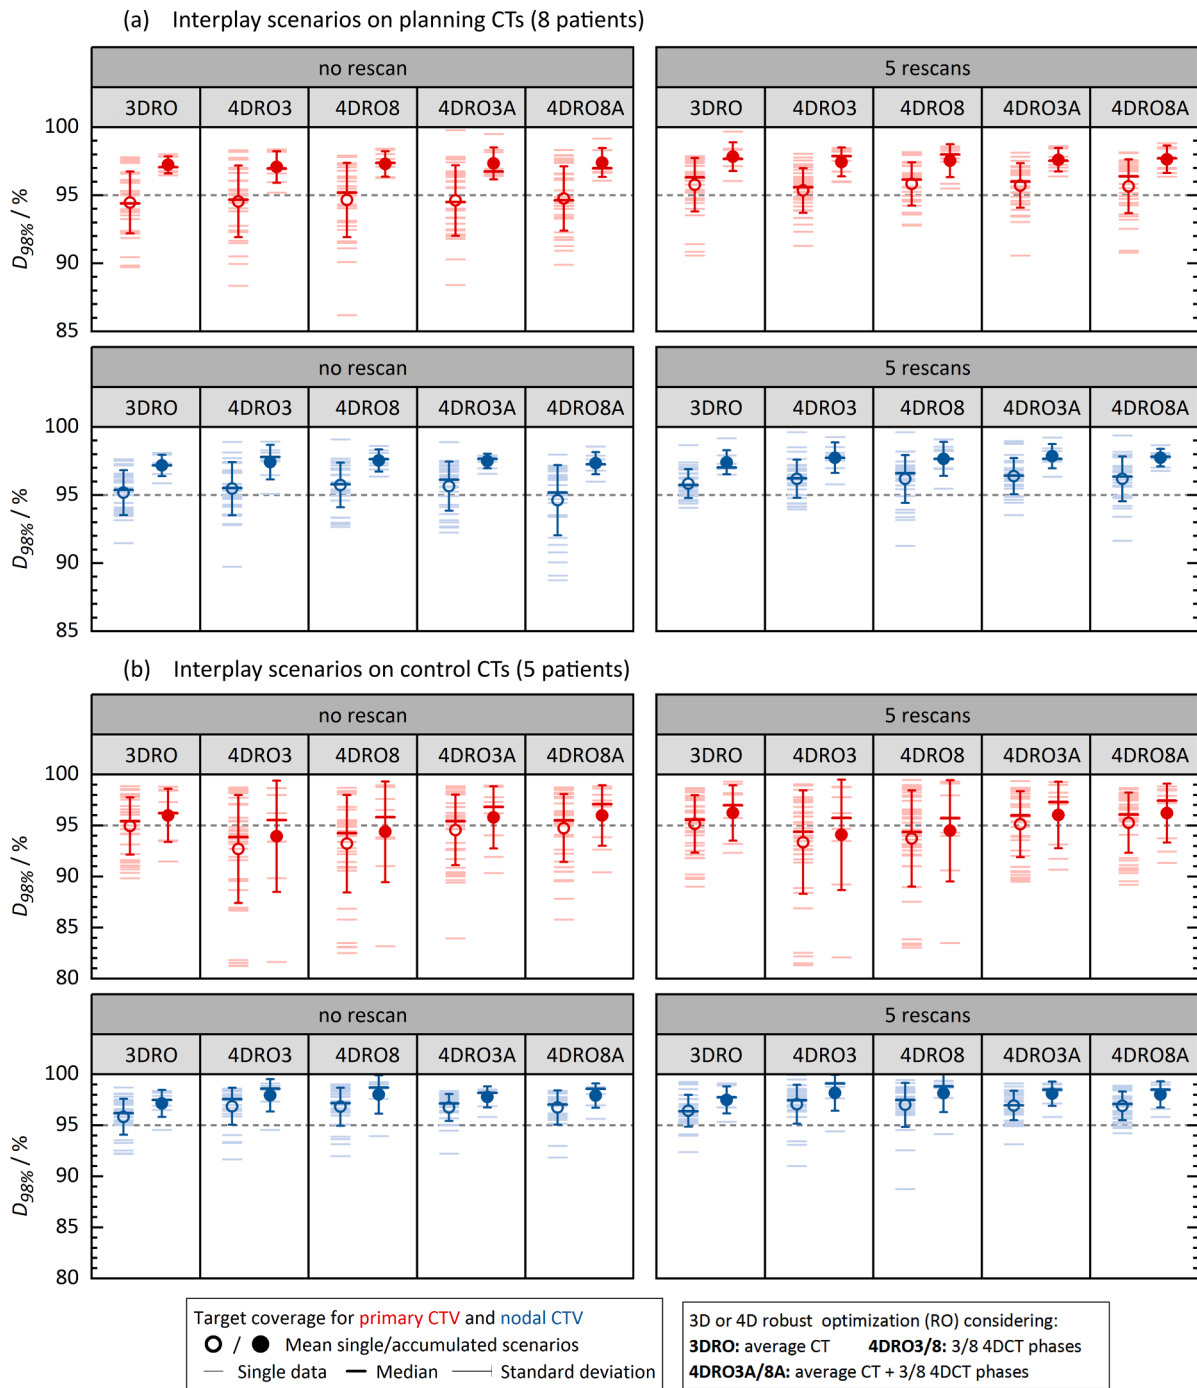 (a) Interplay scenarios on planning CTs (8 patients)
no rescan
5 rescans
3DRO 4DRO3 4DRO8 4DRO3A 4DRO8A
3DRO 4DRO3 4DRO8 4DRO3A 4DRO8A
100
95
90
85
D98% / %
no rescan
5 rescans
3DRO 4DRO3 4DRO8 4DRO3A 4DRO8A
3DRO 4DRO3 4DRO8 4DRO3A 4DRO8A
100
95
90
85
D98% / %
(b) Interplay scenarios on control CTs (5 patients)
no rescan
5 rescans
3DRO 4DRO3 4DRO8 4DRO3A 4DRO8A
3DRO 4DRO3 4DRO8 4DRO3A 4DRO8A
100
95
90
85
80
D98% / %
no rescan
5 rescans
3DRO 4DRO3 4DRO8 4DRO3A 4DRO8A
3DRO 4DRO3 4DRO8 4DRO3A 4DRO8A
100
95
90
85
80
D98% / %
Target coverage for primary CTV and nodal CTV
/ Mean single/accumulated scenarios
Single data Median Standard deviation
3D or 4D robust optimization (RO) considering:
3DRO: average CT 4DRO3/8: 3/8 4DCT phases
4DRO3A/8A: average CT + 3/8 4DCT phases